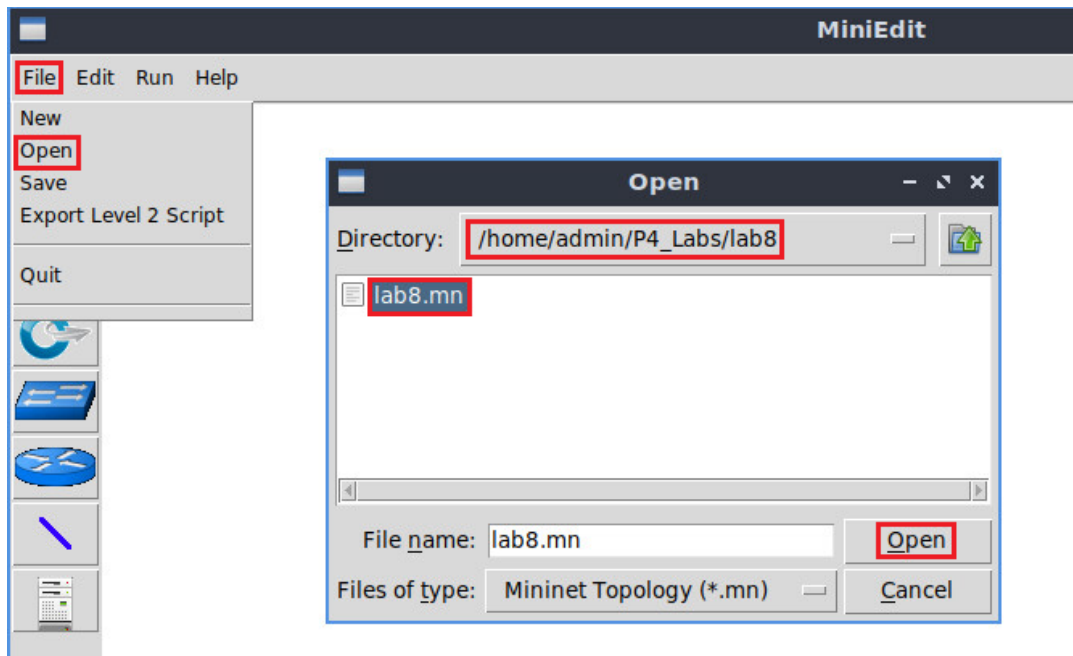 MiniEdit
File Edit Run Help
New
Open
Save
Export Level 2 Script
Quit
Open
Directory: /home/admin/P4_Labs/lab8
lab8.mn
File name: lab8.mn Open
Files of type: Mininet Topology (*.mn) Cancel